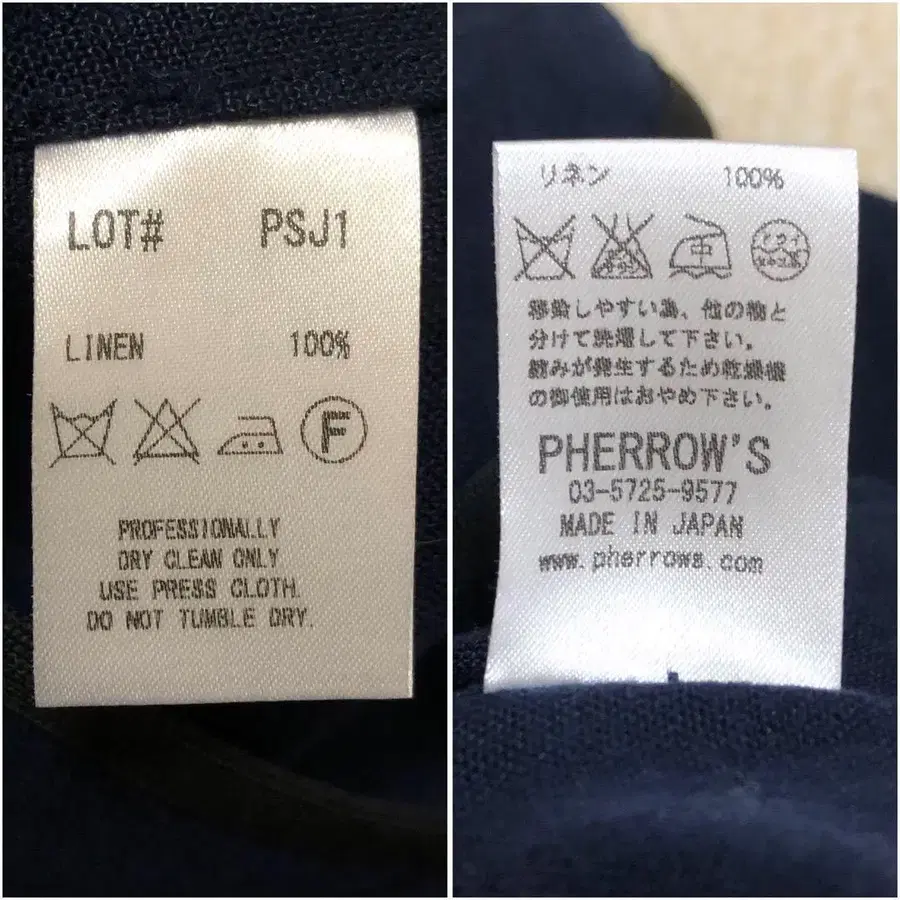 LOT# PSJ1
LINEN 100%
F
PROFESSIONALLY
DRY CLEAN ONLY
USE PRESS CLOTH.
DO NOT TUMBLE DRY.
リネン 100%
中 ドライ
移染しやすい為、他の物と
分けて洗濯して下さい。
縮みが発生するため乾燥機
の御使用はおやめ下さい。
PHERROW'S
03-5725-9577
MADE IN JAPAN
www.pherrows.com